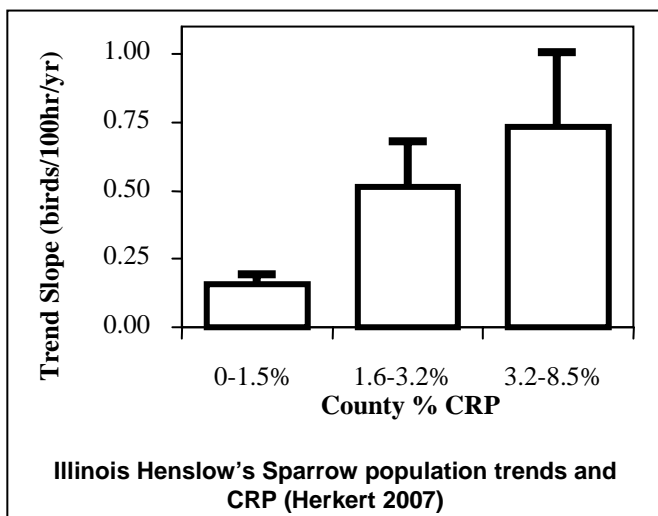 Trend Slope (birds/100hr/yr)
1.00
0.75
0.50
0.25
0.00
0-1.5% 1.6-3.2% 3.2-8.5%
County % CRP
Illinois Henslow's Sparrow population trends and
CRP (Herkert 2007)